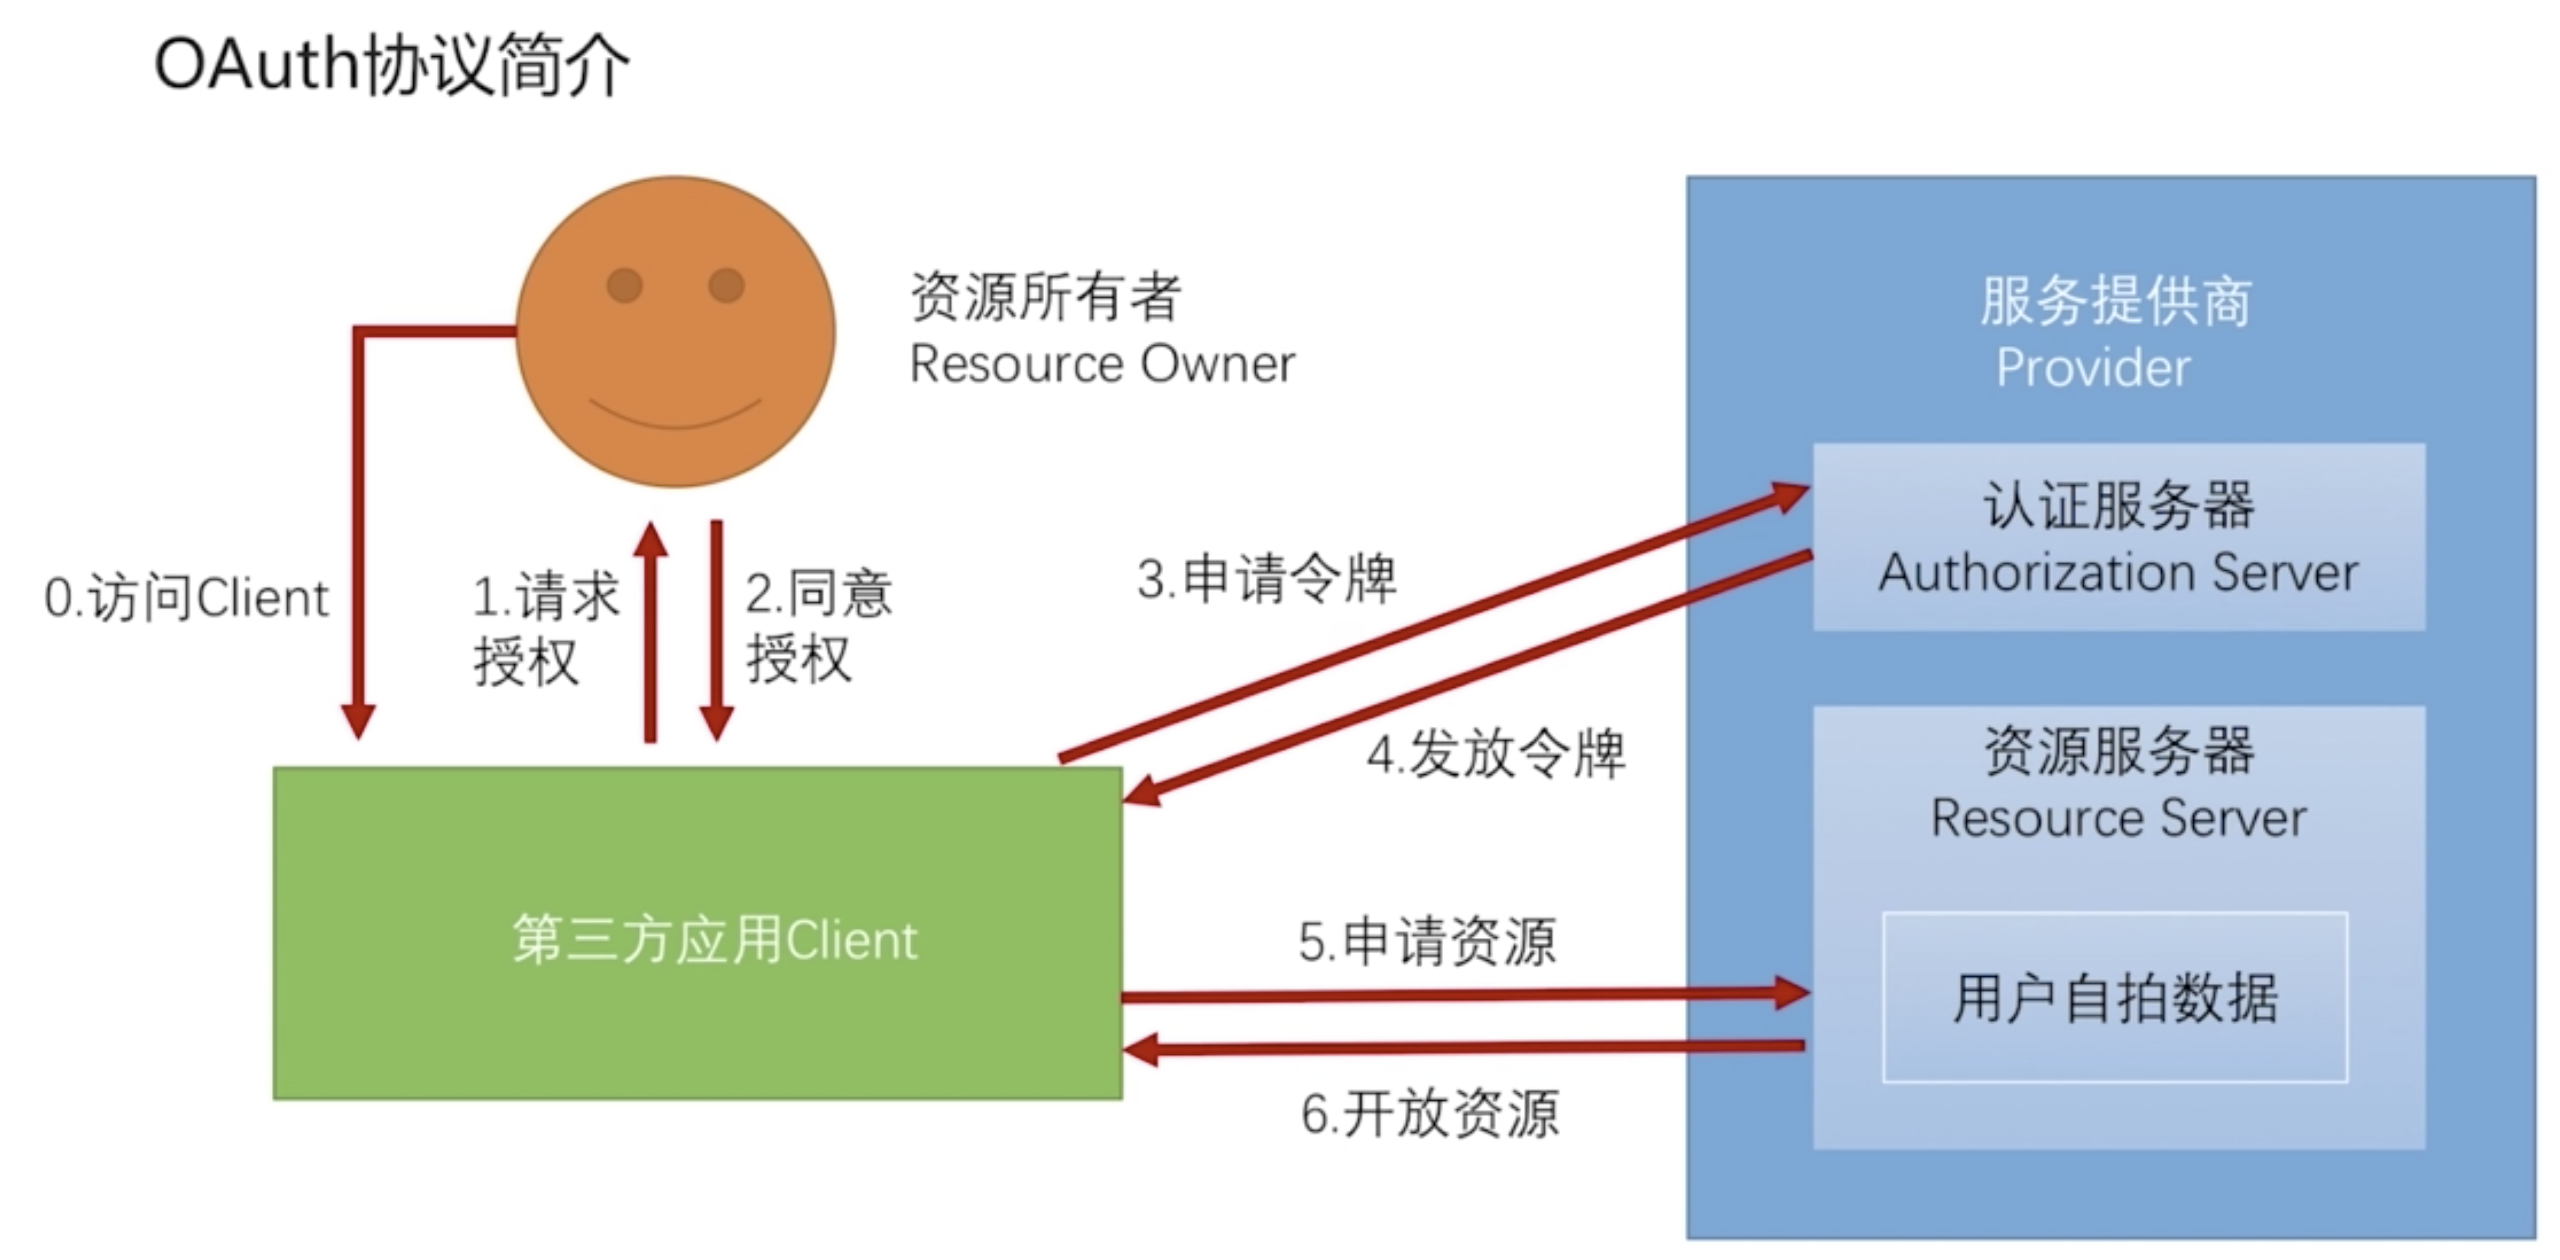 OAuth协议简介
资源所有者
Resource Owner
服务提供商
Provider
认证服务器
Authorization Server
0.访问Client
1.请求
授权
2.同意
授权
3.申请令牌
4.发放令牌
资源服务器
Resource Server
第三方应用Client
5.申请资源
用户自拍数据
6.开放资源